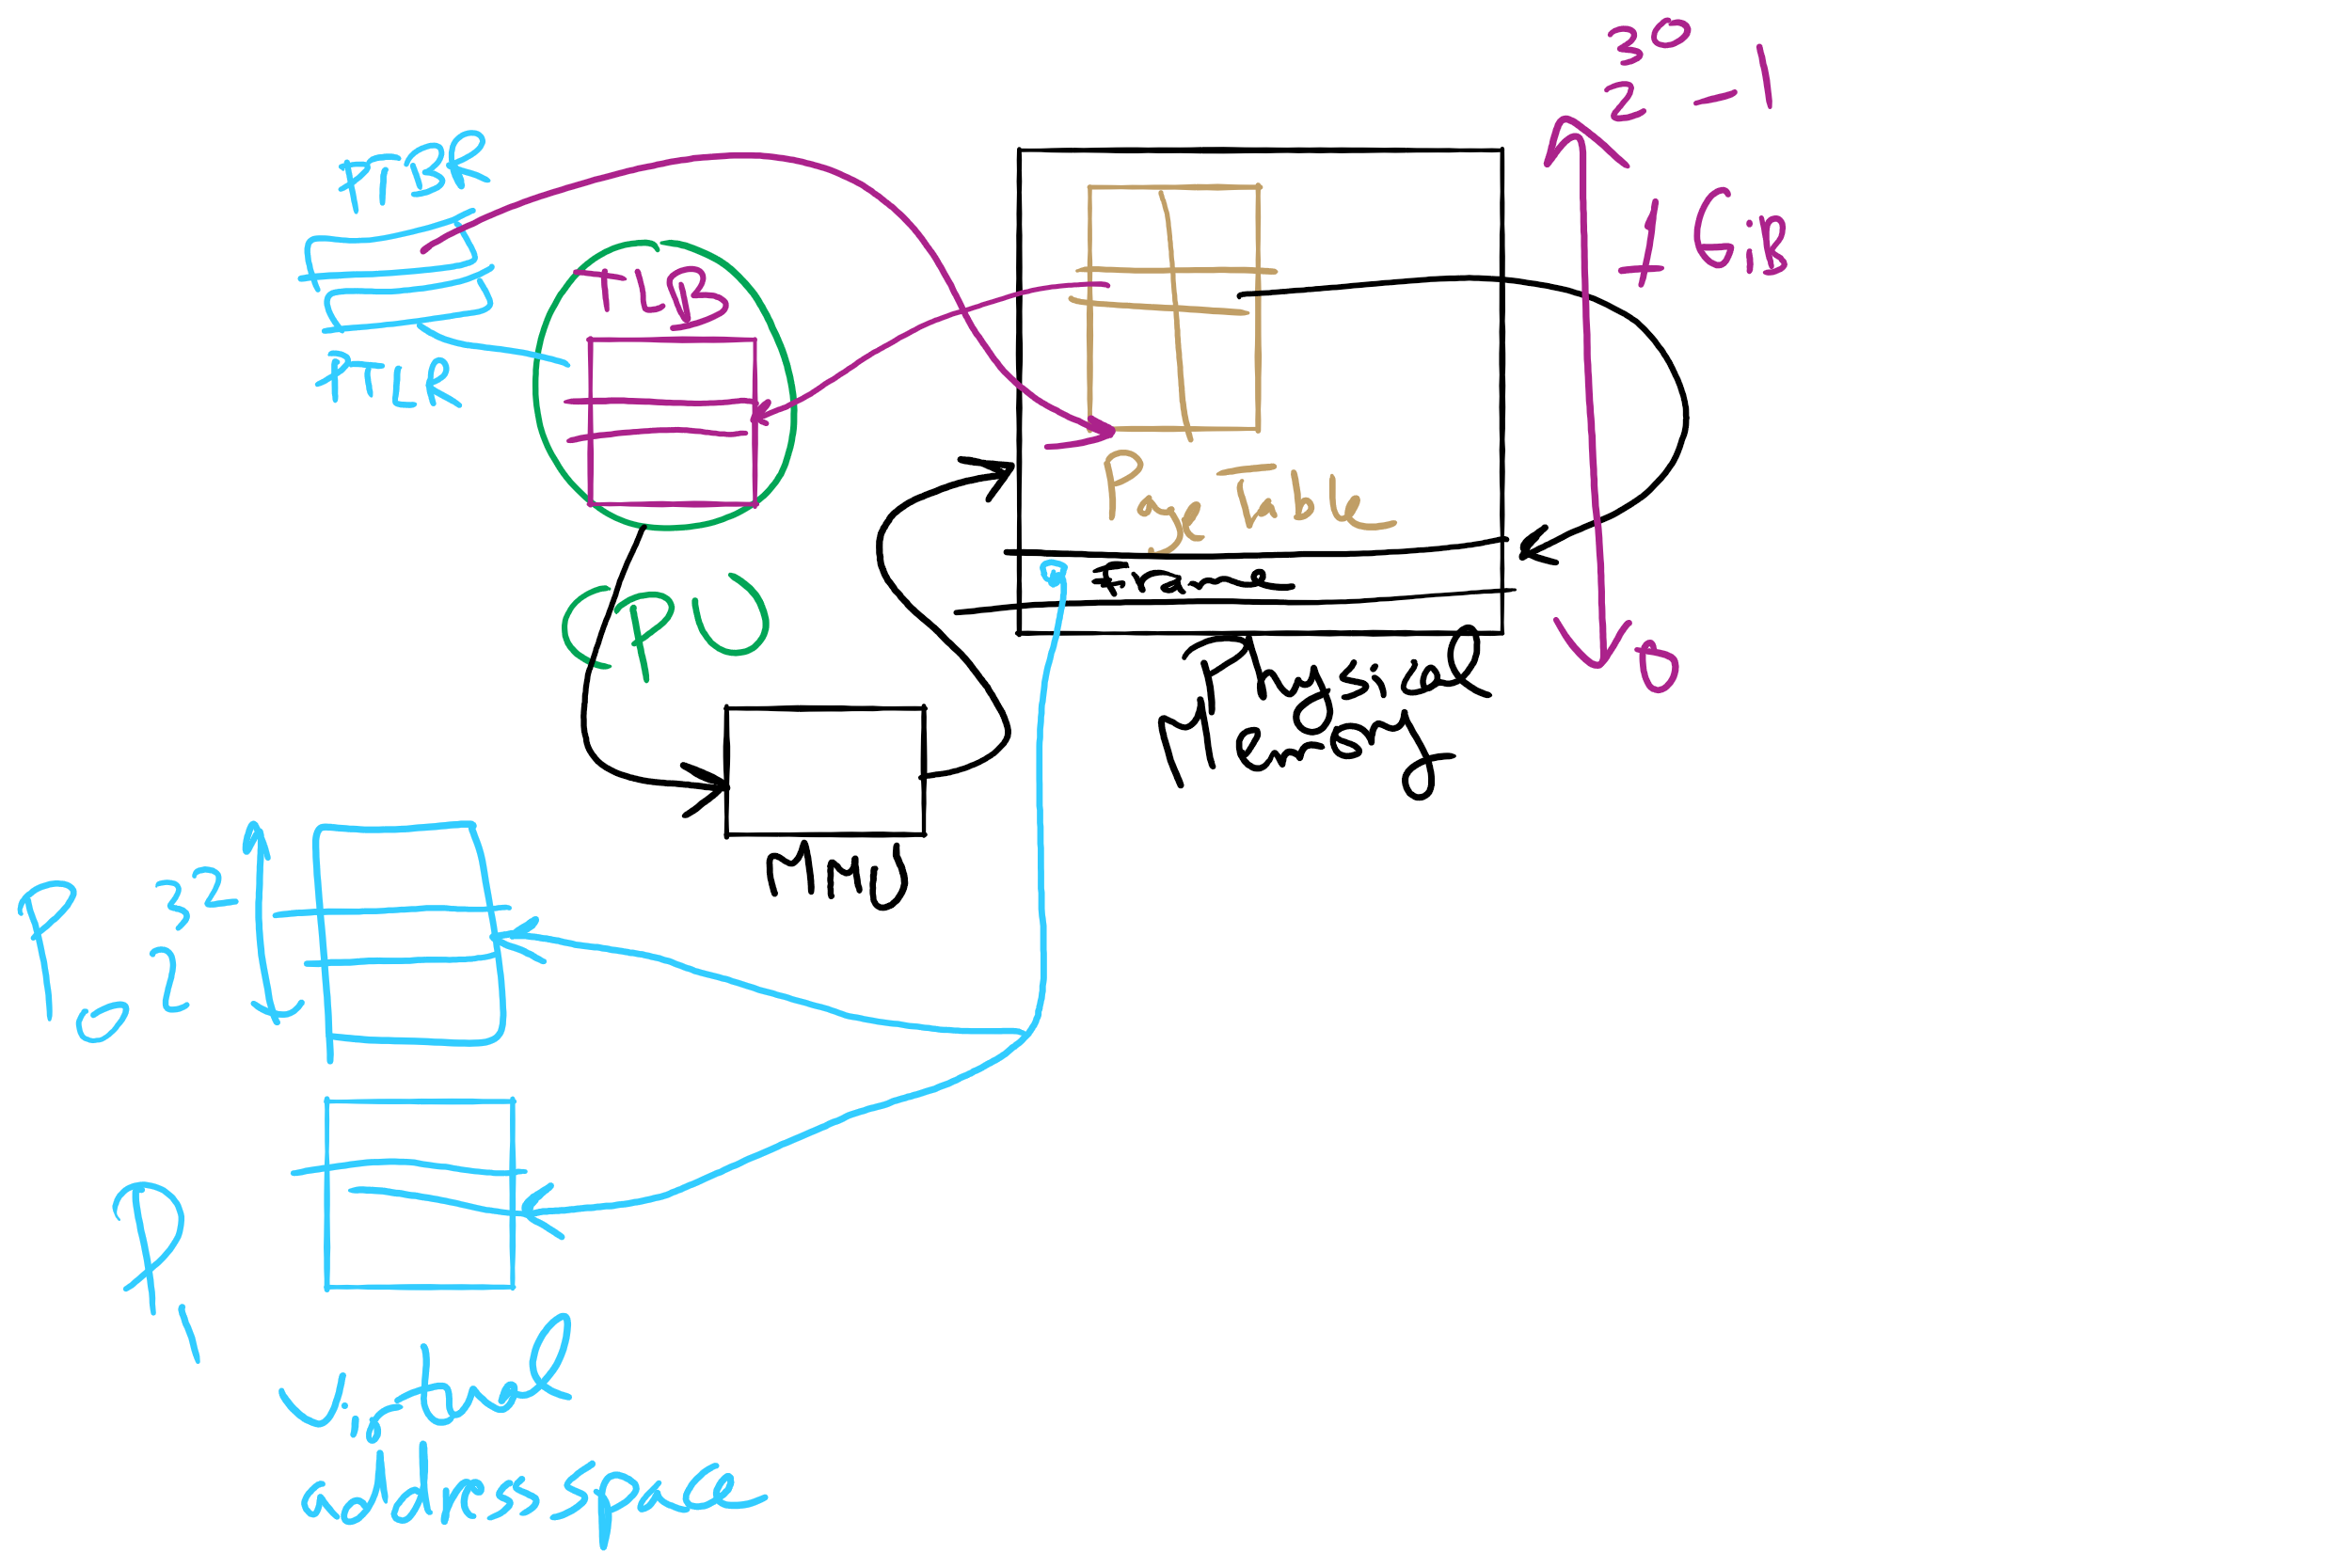 2^30 - 1
PTBR
TLB
1 GiB
PTLR
Page Table
Frame
CPU
0
Physical
Memory
MMU
P0
2^32
P1
Virtual
address space